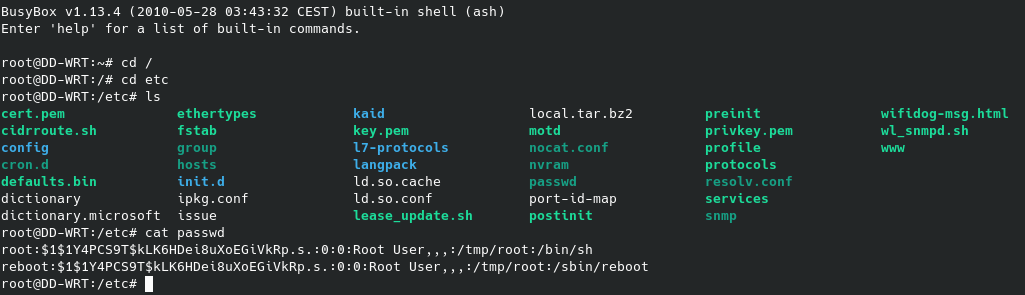 BusyBox v1.13.4 (2010-05-28 03:43:32 CEST) built-in shell (ash)
Enter 'help' for a list of built-in commands.
root@DD-WRT:~# cd /
root@DD-WRT:/# cd etc
root@DD-WRT:/etc# ls
cert.pem ethertypes kaid local.tar.bz2 preinit wifidog-msg.html
cidrroute.sh fstab key.pem motd privkey.pem wl_snmpd.sh
config group l7-protocols nocat.conf profile www
cron.d hosts langpack nvram protocols
defaults.bin init.d ld.so.cache passwd resolv.conf
dictionary ipkg.conf ld.so.conf port-id-map services
dictionary.microsoft issue lease_update.sh postinit snmp
root@DD-WRT:/etc# cat passwd
root:$1$1Y4PCS9T$kLK6HDei8uXoEGiVkRp.s.:0:0:Root User,,,:/tmp/root:/bin/sh
reboot:$1$1Y4PCS9T$kLK6HDei8uXoEGiVkRp.s.:0:0:Root User,,,:/tmp/root:/sbin/reboot
root@DD-WRT:/etc#